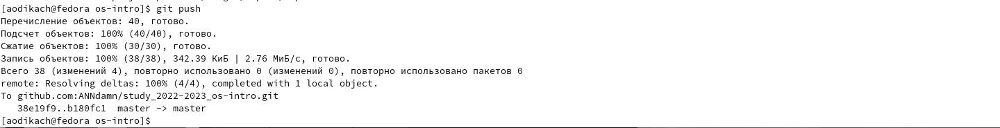 [aodikach@fedora os-intro]$ git push
Перечисление объектов: 40, готово.
Подсчет объектов: 100% (40/40), готово.
Сжатие объектов: 100% (30/30), готово.
Запись объектов: 100% (38/38), 342.39 КиБ | 2.76 МиБ/с, готово.
Всего 38 (изменений 4), повторно использовано 0 (изменений 0), повторно использовано пакетов 0
remote: Resolving deltas: 100% (4/4), completed with 1 local object.
To github.com:ANNdamn/study_2022-2023_os-intro.git
   38e19f9..b180fc1  master -> master
[aodikach@fedora os-intro]$